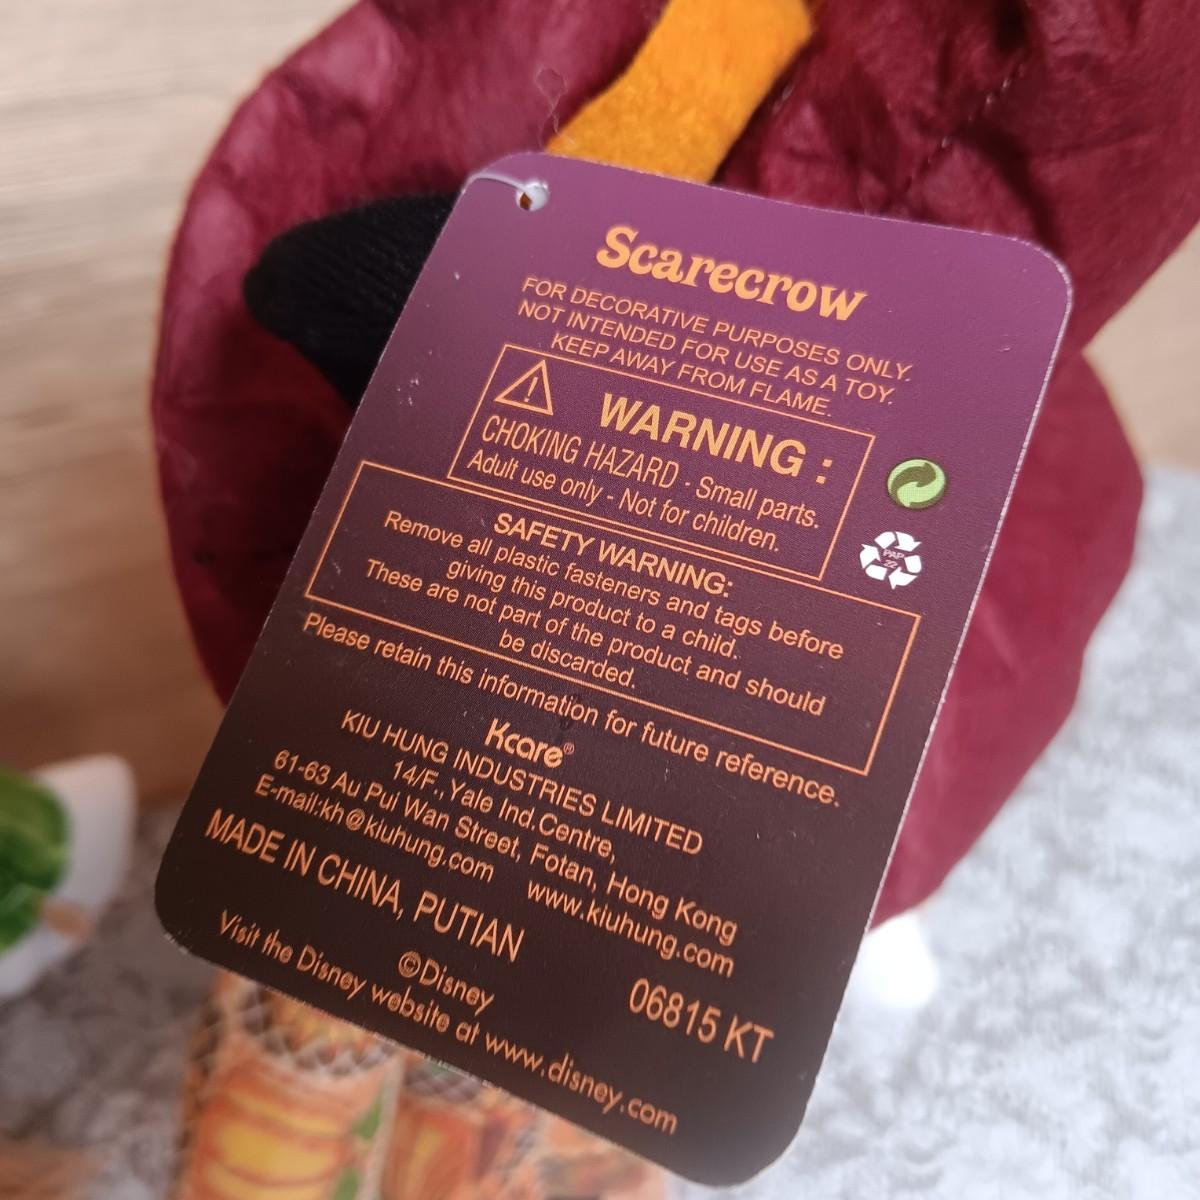 Scarecrow
FOR DECORATIVE PURPOSES ONLY.
NOT INTENDED FOR USE AS A TOY.
KEEP AWAY FROM FLAME.
WARNING :
CHOKING HAZARD - Small parts.
Adult use only - Not for children.
PAP
22
SAFETY WARNING:
Remove all plastic fasteners and tags before
giving this product to a child.
These are not part of the product and should
be discarded.
Please retain this information for future reference.
Kcare®
KIU HUNG INDUSTRIES LIMITED
14/F., Yale Ind.Centre,
61-63 Au Pui Wan Street, Fotan, Hong Kong
E-mail:kh@kiuhung.com www.kiuhung.com
MADE IN CHINA, PUTIAN
06815 KT
©Disney
Visit the Disney website at www.disney.com